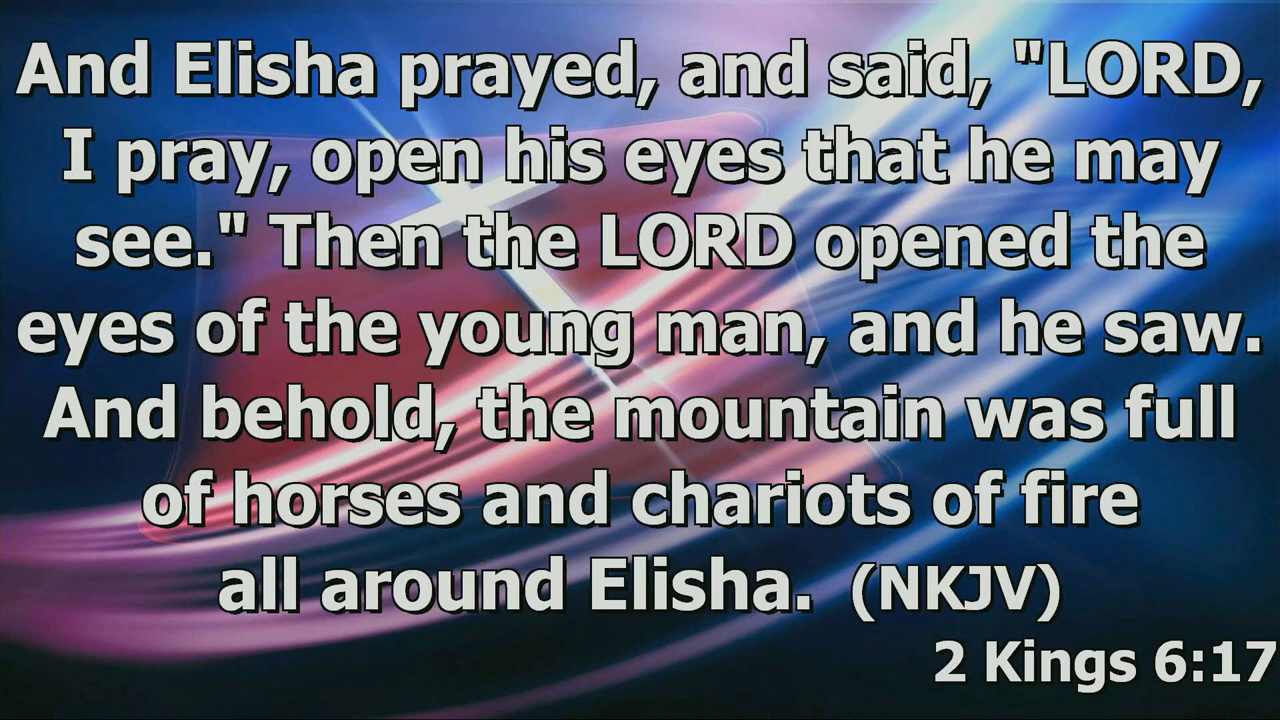 And Elisha prayed, and said, "LORD,
I pray, open his eyes that he may
see." Then the LORD opened the
eyes of the young man, and he saw.
And behold, the mountain was full
of horses and chariots of fire
all around Elisha. (NKJV)
2 Kings 6:17